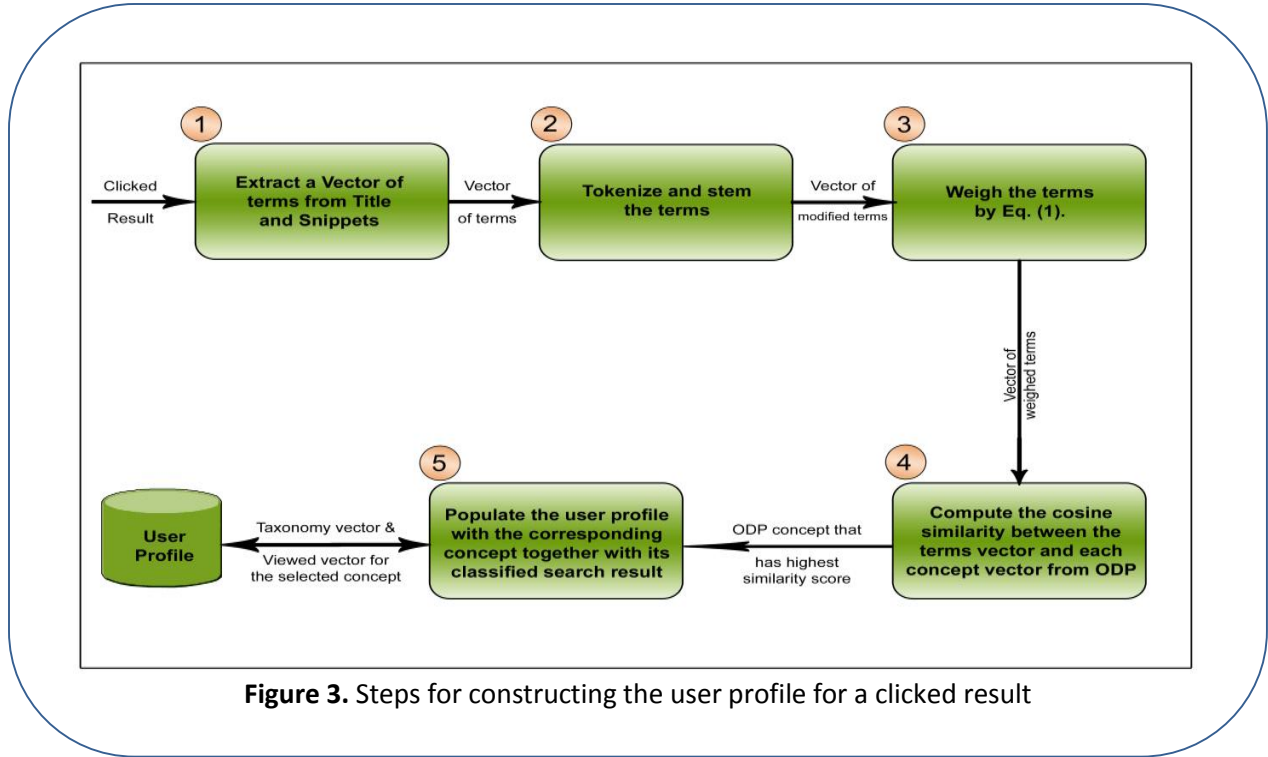 1
Extract a Vector of
terms from Title
and Snippets
2
Tokenize and stem
the terms
3
Weigh the terms
by Eq. (1).
Clicked
Result
Vector
of terms
Vector of
modified terms
Vector of
weighed terms
4
Compute the cosine
similarity between the
terms vector and each
concept vector from ODP
ODP concept that
has highest
similarity score
5
Populate the user profile
with the corresponding
concept together with its
classified search result
Taxonomy vector &
Viewed vector for
the selected concept
User
Profile
Figure 3. Steps for constructing the user profile for a clicked result